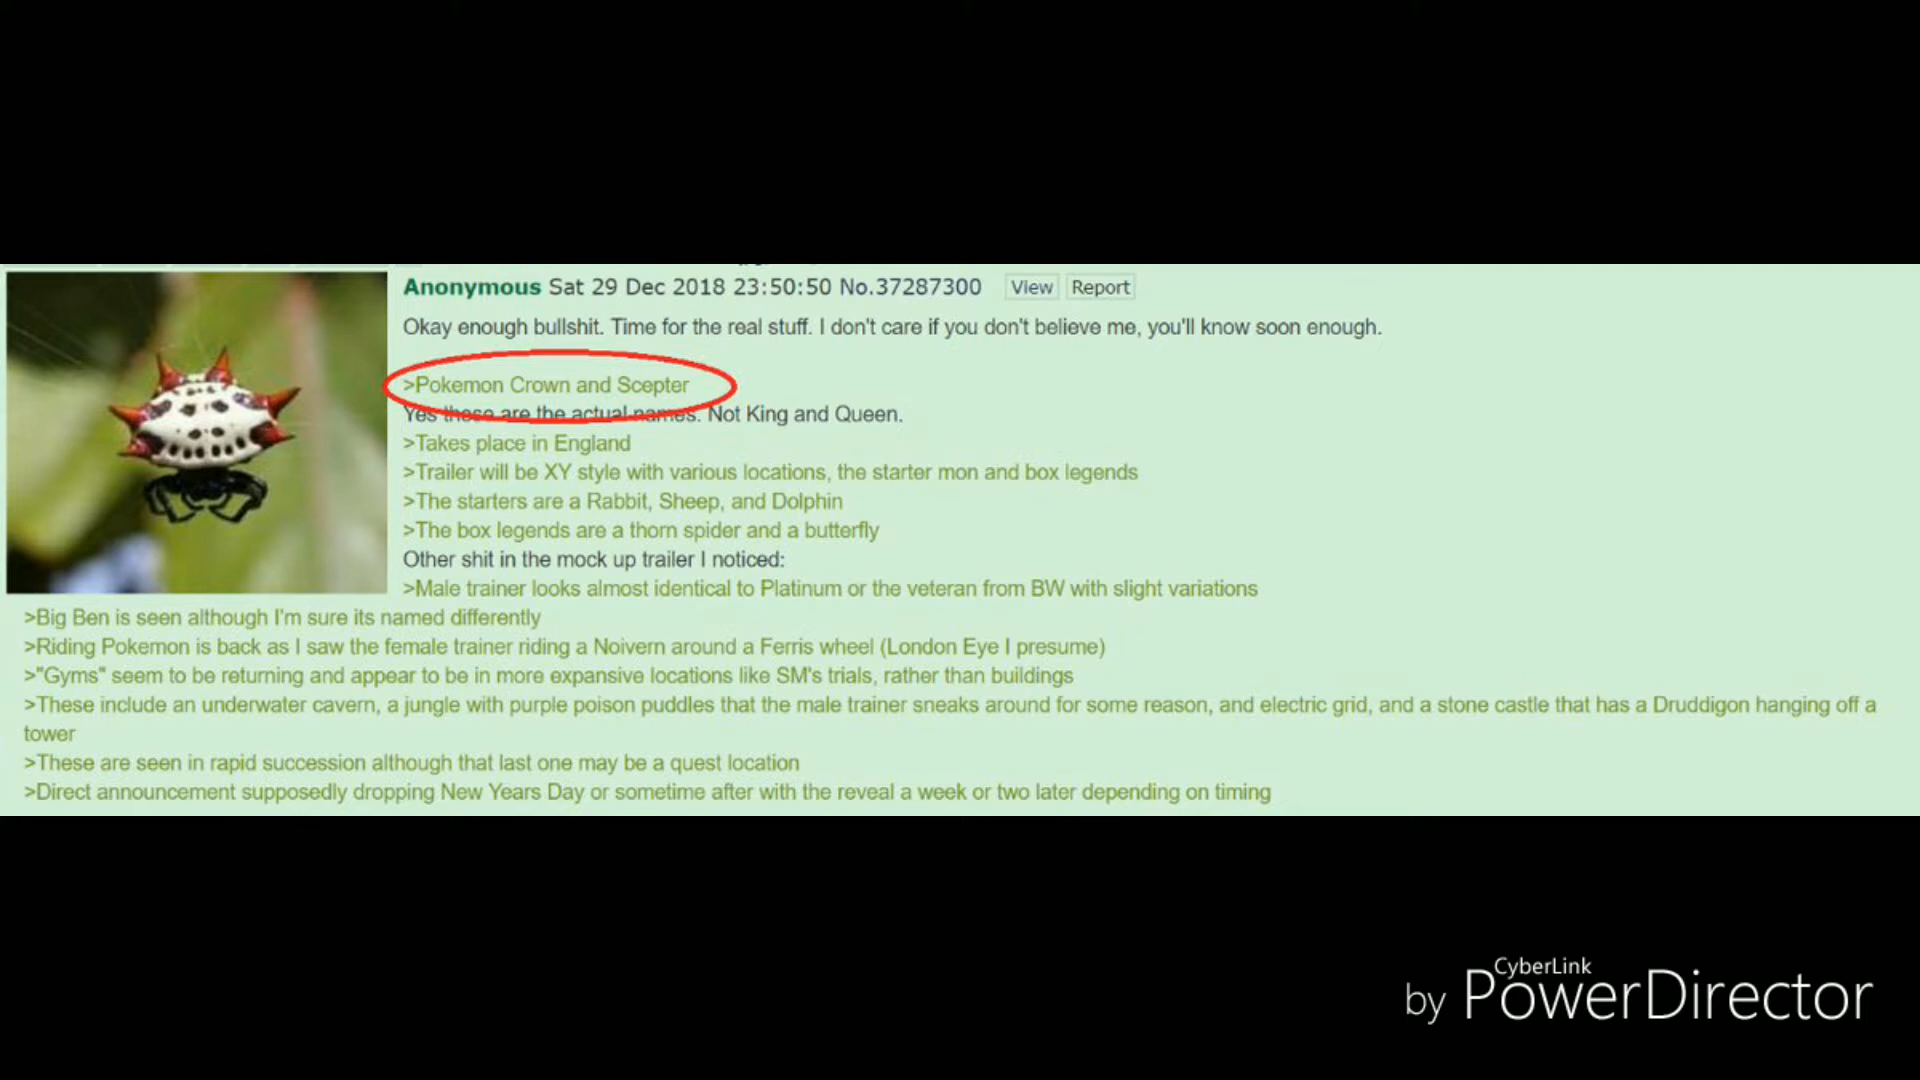 Anonymous Sat 29 Dec 2018 23:50:50 No.37287300 View Report
Okay enough bullshit. Time for the real stuff. I don't care if you don't believe me, you'll know soon enough.
>Pokemon Crown and Scepter
Yes these are the actual names. Not King and Queen.
>Takes place in England
>Trailer will be XY style with various locations, the starter mon and box legends
>The starters are a Rabbit, Sheep, and Dolphin
>The box legends are a thorn spider and a butterfly
Other shit in the mock up trailer I noticed:
>Male trainer looks almost identical to Platinum or the veteran from BW with slight variations
>Big Ben is seen although I'm sure its named differently
>Riding Pokemon is back as I saw the female trainer riding a Noivern around a Ferris wheel (London Eye I presume)
>"Gyms" seem to be returning and appear to be in more expansive locations like SM's trials, rather than buildings
>These include an underwater cavern, a jungle with purple poison puddles that the male trainer sneaks around for some reason, and electric grid, and a stone castle that has a Druddigon hanging off a
tower
>These are seen in rapid succession although that last one may be a quest location
>Direct announcement supposedly dropping New Years Day or sometime after with the reveal a week or two later depending on timing
CyberLink
by PowerDirector